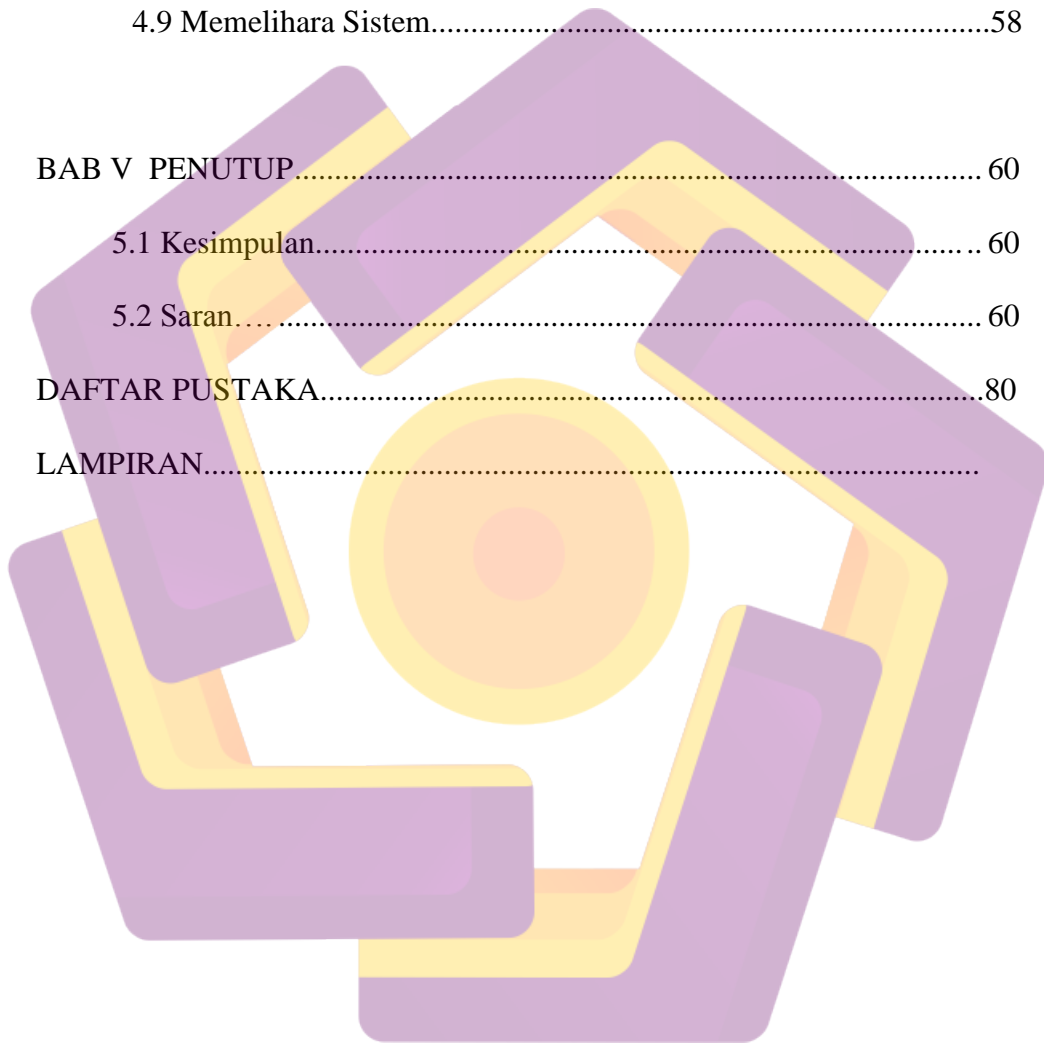 4.9 Memelihara Sistem......................................................................58
BAB V  PENUTUP..................................................................................... 60
5.1 Kesimpulan................................................................................. .. 60
5.2 Saran…. ....................................................................................... 60
DAFTAR PUSTAKA...................................................................................80
LAMPIRAN.................................................................................................